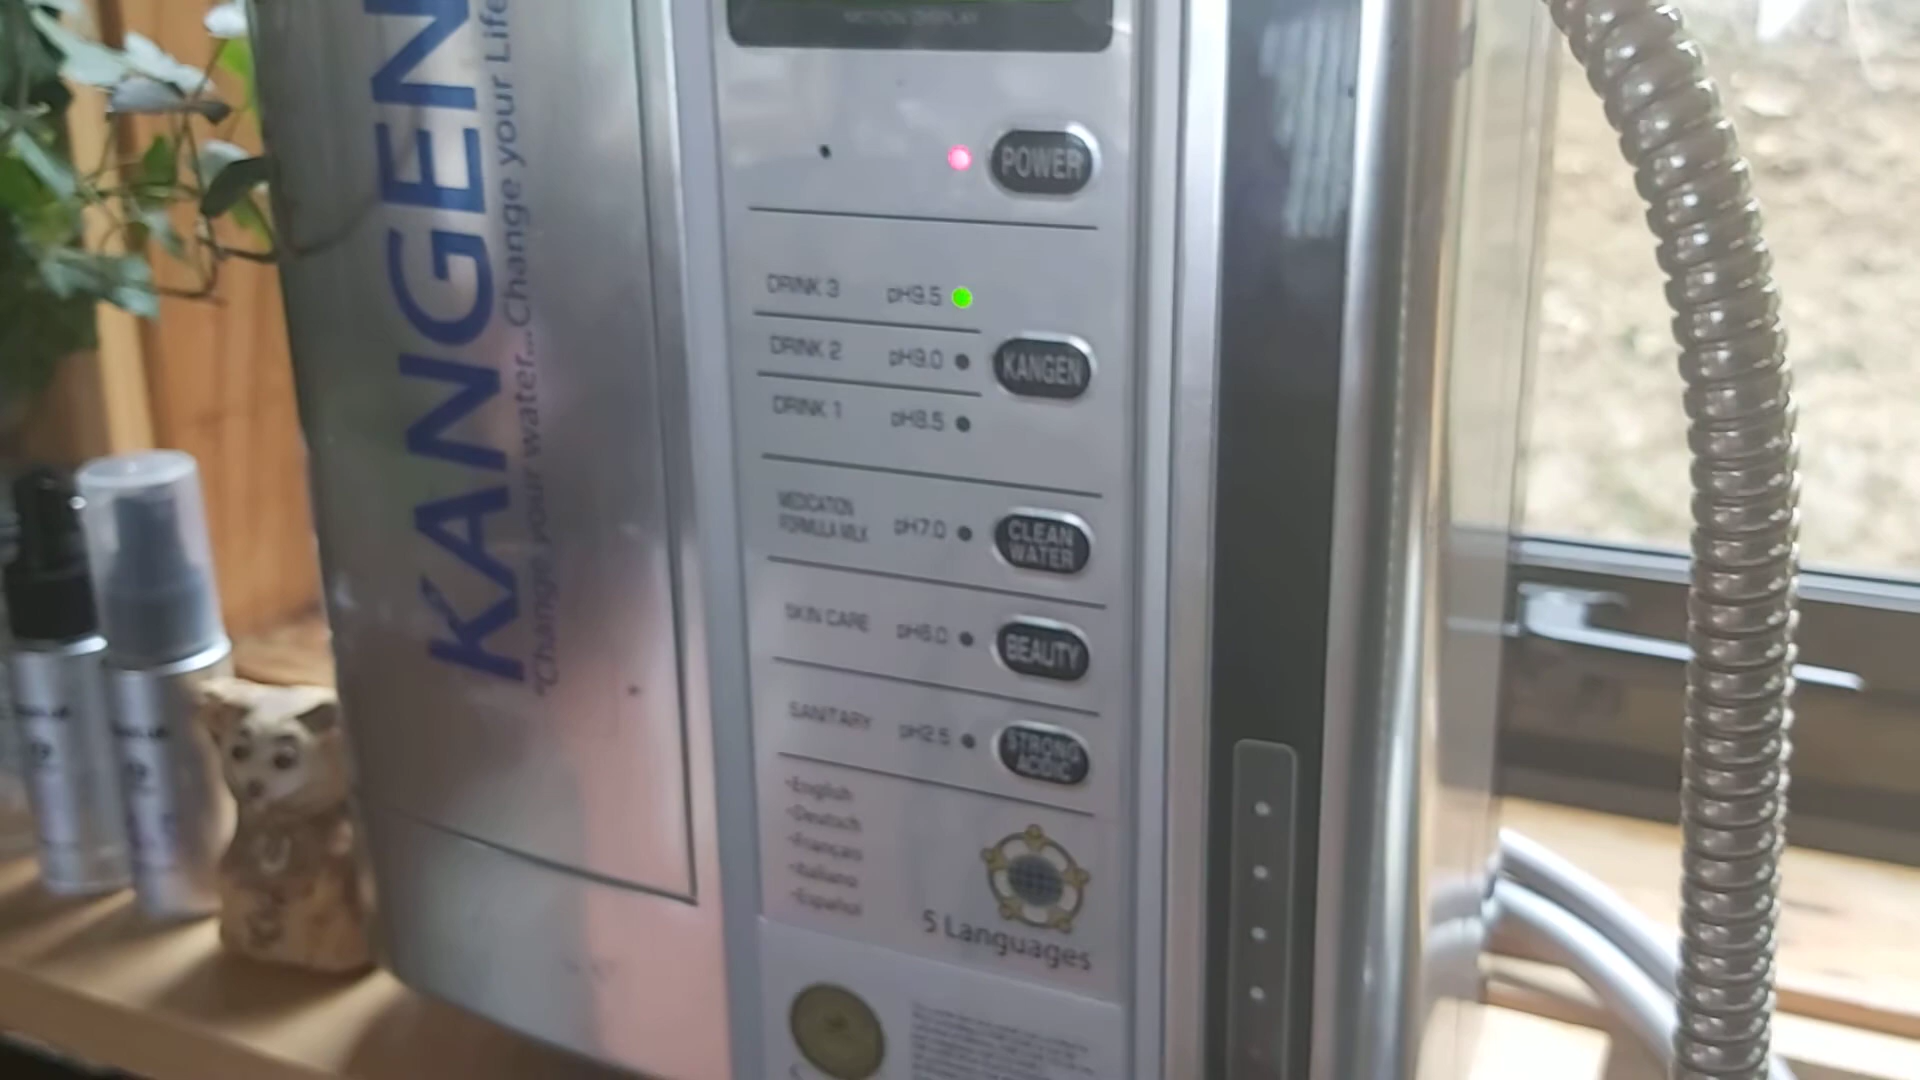 KANGEN
"Change your water...Change your Life
MOTION DISPLAY
POWER
DRINK 3 pH9.5
DRINK 2 pH9.0
KANGEN
DRINK 1 pH8.5
MEDICATION
FORMULA MILK
pH7.0
CLEAN
WATER
SKIN CARE pH6.0
BEAUTY
SANITARY pH2.5
STRONG
ACIDIC
•English
•Deutsch
•Français
•Italiano
•Español
5 Languages